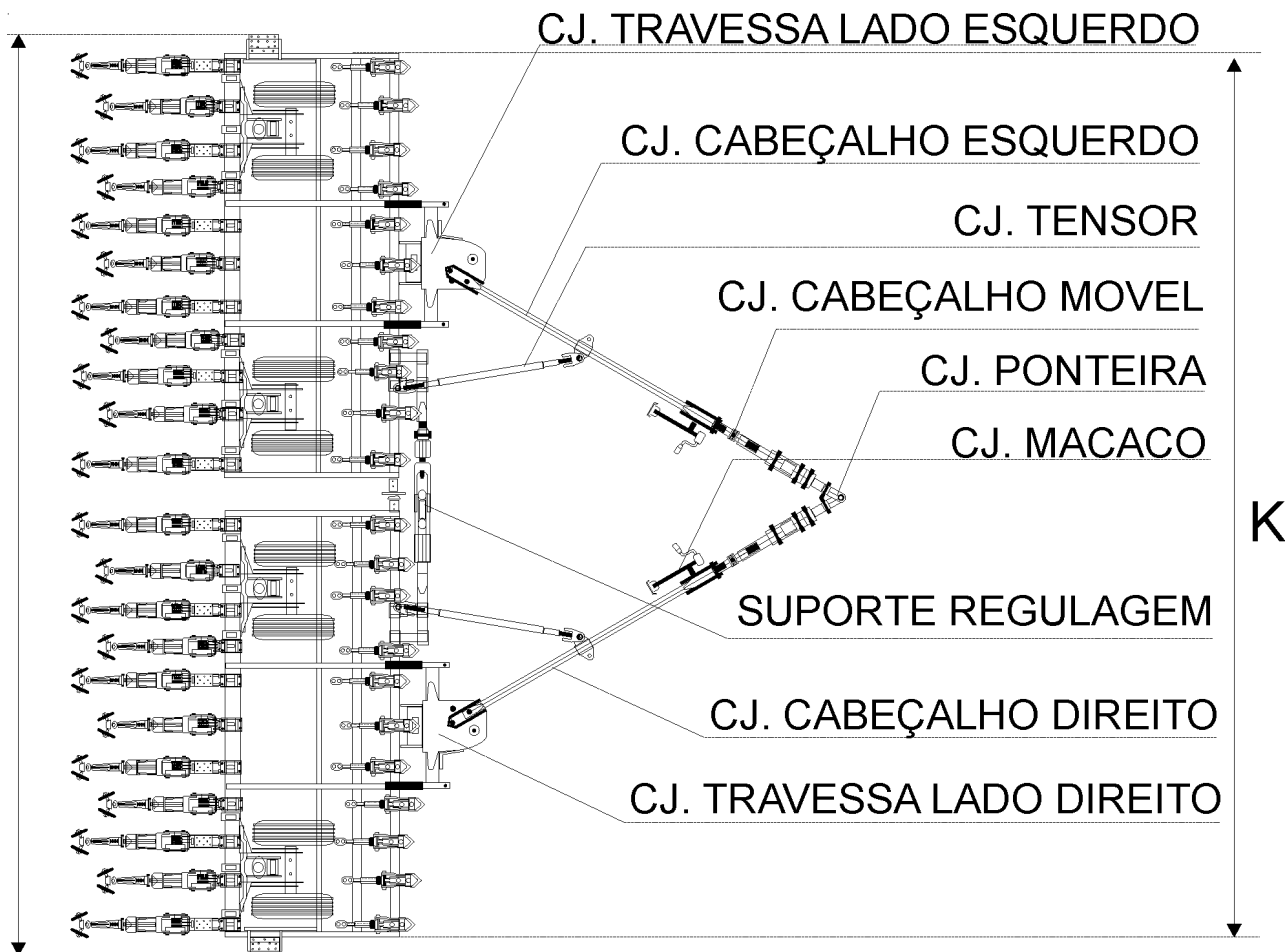 CJ. TRAVESSA LADO ESQUERDO
CJ. CABEÇALHO ESQUERDO
CJ. TENSOR
CJ. CABEÇALHO MOVEL
CJ. PONTEIRA
CJ. MACACO
K
SUPORTE REGULAGEM
CJ. CABEÇALHO DIREITO
CJ. TRAVESSA LADO DIREITO